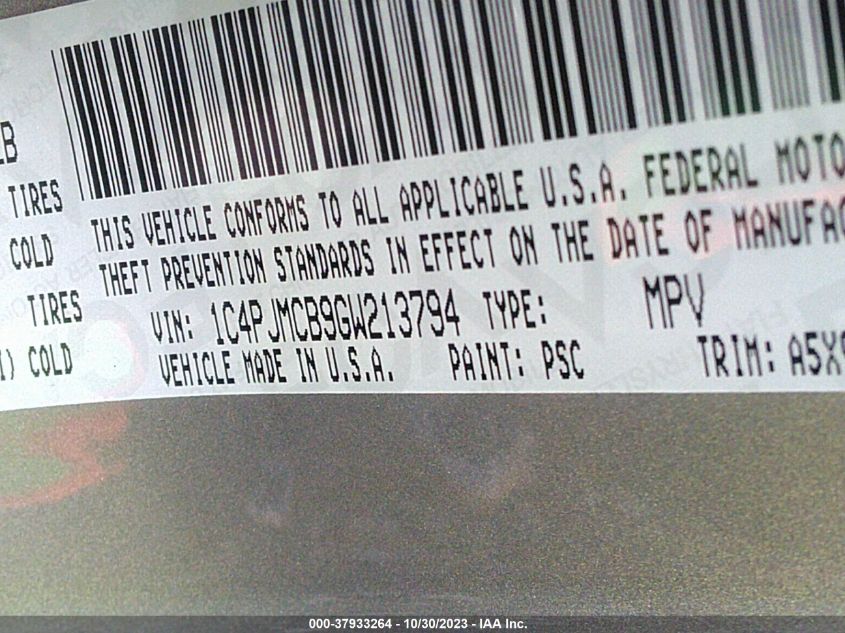 LB
TIRES
COLD
TIRES
) COLD
THIS VEHICLE CONFORMS TO ALL APPLICABLE U.S.A. FEDERAL MOTO
THEFT PREVENTION STANDARDS IN EFFECT ON THE DATE OF MANUFAC
VIN: 1C4PJMCB9GW213794 TYPE: MPV
VEHICLE MADE IN U.S.A. PAINT: PSC TRIM: A5X9
000-37933264 - 10/30/2023 - IAA Inc.